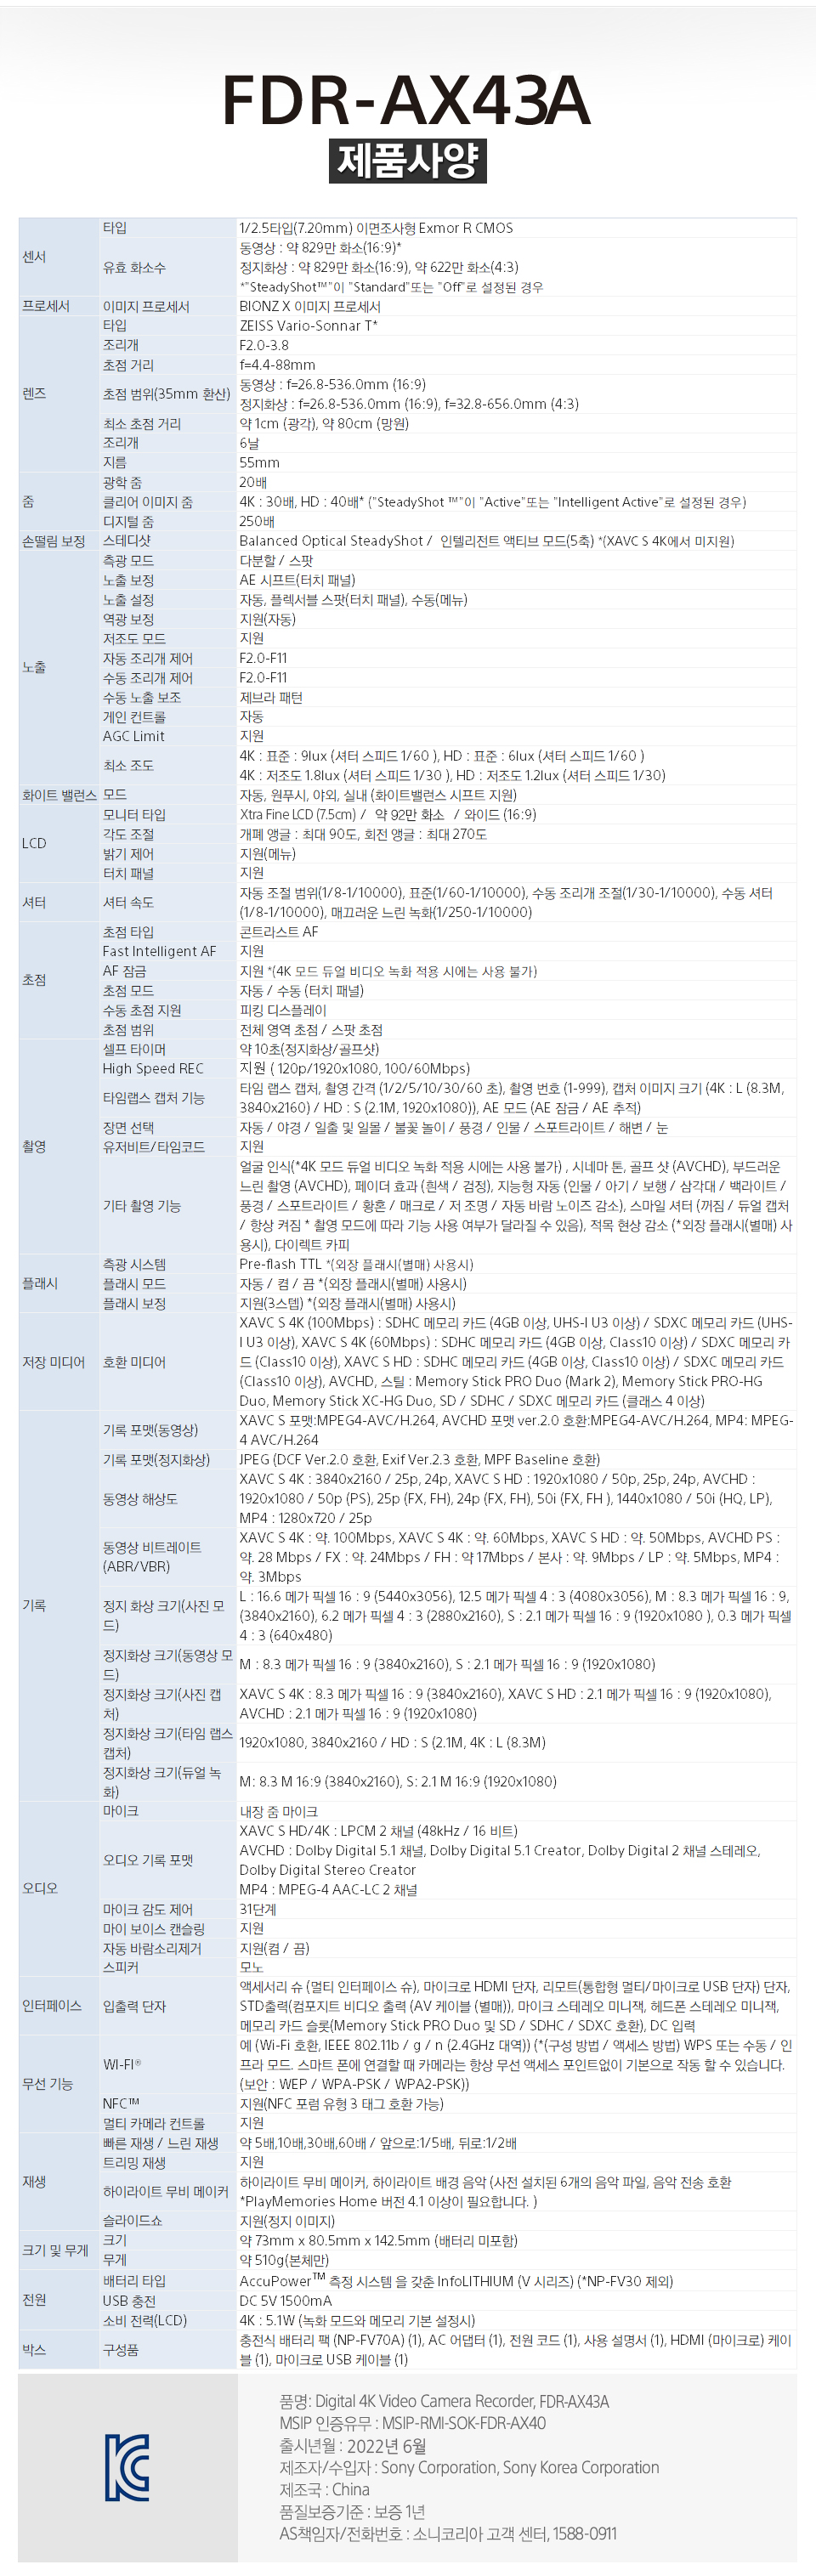 FDR-AX43A
제품사양
센서
타입
1/2.5타입(7.20mm) 이면조사형 Exmor R CMOS
유효 화소수
동영상 : 약 829만 화소(16:9)*
정지화상 : 약 829만 화소(16:9), 약 622만 화소(4:3)
*"SteadyShot™"이 "Standard"또는 "Off"로 설정된 경우
프로세서
이미지 프로세서
BIONZ X 이미지 프로세서
렌즈
타입
ZEISS Vario-Sonnar T*
조리개
F2.0-3.8
초점 거리
f=4.4-88mm
초점 범위(35mm 환산)
동영상 : f=26.8-536.0mm (16:9)
정지화상 : f=26.8-536.0mm (16:9), f=32.8-656.0mm (4:3)
최소 초점 거리
약 1cm (광각), 약 80cm (망원)
조리개
6날
지름
55mm
줌
광학 줌
20배
클리어 이미지 줌
4K : 30배, HD : 40배* ("SteadyShot ™"이 "Active"또는 "Intelligent Active"로 설정된 경우)
디지털 줌
250배
손떨림 보정
스테디샷
Balanced Optical SteadyShot / 인텔리전트 액티브 모드(5축) *(XAVC S 4K에서 미지원)
노출
측광 모드
다분할 / 스팟
노출 보정
AE 시프트(터치 패널)
노출 설정
자동, 플렉서블 스팟(터치 패널), 수동(메뉴)
역광 보정
지원(자동)
저조도 모드
지원
자동 조리개 제어
F2.0-F11
수동 조리개 제어
F2.0-F11
수동 노출 보조
제브라 패턴
게인 컨트롤
자동
AGC Limit
지원
최소 조도
4K : 표준 : 9lux (셔터 스피드 1/60 ), HD : 표준 : 6lux (셔터 스피드 1/60 )
4K : 저조도 1.8lux (셔터 스피드 1/30 ), HD : 저조도 1.2lux (셔터 스피드 1/30)
화이트 밸런스
모드
자동, 원푸시, 야외, 실내 (화이트밸런스 시프트 지원)
LCD
모니터 타입
Xtra Fine LCD (7.5cm) / 약 92만 화소 / 와이드 (16:9)
각도 조절
개폐 앵글 : 최대 90도, 회전 앵글 : 최대 270도
밝기 제어
지원(메뉴)
터치 패널
지원
셔터
셔터 속도
자동 조절 범위(1/8-1/10000), 표준(1/60-1/10000), 수동 조리개 조절(1/30-1/10000), 수동 셔터
(1/8-1/10000), 매끄러운 느린 녹화(1/250-1/10000)
초점
초점 타입
콘트라스트 AF
Fast Intelligent AF
지원
AF 잠금
지원 *(4K 모드 듀얼 비디오 녹화 적용 시에는 사용 불가)
초점 모드
자동 / 수동 (터치 패널)
수동 초점 지원
피킹 디스플레이
초점 범위
전체 영역 초점 / 스팟 초점
촬영
셀프 타이머
약 10초(정지화상/골프샷)
High Speed REC
지원 ( 120p/1920x1080, 100/60Mbps)
타임랩스 캡처 기능
타임 랩스 캡처, 촬영 간격 (1/2/5/10/30/60 초), 촬영 번호 (1-999), 캡처 이미지 크기 (4K : L (8.3M,
3840x2160) / HD : S (2.1M, 1920x1080)), AE 모드 (AE 잠금 / AE 추적)
장면 선택
자동 / 야경 / 일출 및 일몰 / 불꽃 놀이 / 풍경 / 인물 / 스포트라이트 / 해변 / 눈
유저비트/타임코드
지원
기타 촬영 기능
얼굴 인식(*4K 모드 듀얼 비디오 녹화 적용 시에는 사용 불가) , 시네마 톤, 골프 샷 (AVCHD), 부드러운
느린 촬영 (AVCHD), 페이더 효과 (흰색 / 검정), 지능형 자동 (인물 / 아기 / 보행 / 삼각대 / 백라이트 /
풍경 / 스포트라이트 / 황혼 / 매크로 / 저 조명 / 자동 바람 노이즈 감소), 스마일 셔터 (꺼짐 / 듀얼 캡처
/ 항상 켜짐 * 촬영 모드에 따라 기능 사용 여부가 달라질 수 있음), 적목 현상 감소 (*외장 플래시(별매) 사
용시), 다이렉트 카피
플래시
측광 시스템
Pre-flash TTL *(외장 플래시(별매) 사용시)
플래시 모드
자동 / 켬 / 끔 *(외장 플래시(별매) 사용시)
플래시 보정
지원(3스텝) *(외장 플래시(별매) 사용시)
저장 미디어
호환 미디어
XAVC S 4K (100Mbps) : SDHC 메모리 카드 (4GB 이상, UHS-I U3 이상) / SDXC 메모리 카드 (UHS-
I U3 이상), XAVC S 4K (60Mbps) : SDHC 메모리 카드 (4GB 이상, Class10 이상) / SDXC 메모리 카
드 (Class10 이상), XAVC S HD : SDHC 메모리 카드 (4GB 이상, Class10 이상) / SDXC 메모리 카드
(Class10 이상), AVCHD, 스틸 : Memory Stick PRO Duo (Mark 2), Memory Stick PRO-HG
Duo, Memory Stick XC-HG Duo, SD / SDHC / SDXC 메모리 카드 (클래스 4 이상)
기록
기록 포맷(동영상)
XAVC S 포맷:MPEG4-AVC/H.264, AVCHD 포맷 ver.2.0 호환:MPEG4-AVC/H.264, MP4: MPEG-
4 AVC/H.264
기록 포맷(정지화상)
JPEG (DCF Ver.2.0 호환, Exif Ver.2.3 호환, MPF Baseline 호환)
동영상 해상도
XAVC S 4K : 3840x2160 / 25p, 24p, XAVC S HD : 1920x1080 / 50p, 25p, 24p, AVCHD :
1920x1080 / 50p (PS), 25p (FX, FH), 24p (FX, FH), 50i (FX, FH ), 1440x1080 / 50i (HQ, LP),
MP4 : 1280x720 / 25p
동영상 비트레이트
(ABR/VBR)
XAVC S 4K : 약. 100Mbps, XAVC S 4K : 약. 60Mbps, XAVC S HD : 약. 50Mbps, AVCHD PS :
약. 28 Mbps / FX : 약. 24Mbps / FH : 약 17Mbps / 본사 : 약. 9Mbps / LP : 약. 5Mbps, MP4 :
약. 3Mbps
정지 화상 크기(사진 모
드)
L : 16.6 메가 픽셀 16 : 9 (5440x3056), 12.5 메가 픽셀 4 : 3 (4080x3056), M : 8.3 메가 픽셀 16 : 9,
(3840x2160), 6.2 메가 픽셀 4 : 3 (2880x2160), S : 2.1 메가 픽셀 16 : 9 (1920x1080 ), 0.3 메가 픽셀
4 : 3 (640x480)
정지화상 크기(동영상 모
드)
M : 8.3 메가 픽셀 16 : 9 (3840x2160), S : 2.1 메가 픽셀 16 : 9 (1920x1080)
정지화상 크기(사진 캡
처)
XAVC S 4K : 8.3 메가 픽셀 16 : 9 (3840x2160), XAVC S HD : 2.1 메가 픽셀 16 : 9 (1920x1080),
AVCHD : 2.1 메가 픽셀 16 : 9 (1920x1080)
정지화상 크기(타임 랩스
캡처)
1920x1080, 3840x2160 / HD : S (2.1M, 4K : L (8.3M)
정지화상 크기(듀얼 녹
화)
M: 8.3 M 16:9 (3840x2160), S: 2.1 M 16:9 (1920x1080)
오디오
마이크
내장 줌 마이크
오디오 기록 포맷
XAVC S HD/4K : LPCM 2 채널 (48kHz / 16 비트)
AVCHD : Dolby Digital 5.1 채널, Dolby Digital 5.1 Creator, Dolby Digital 2 채널 스테레오,
Dolby Digital Stereo Creator
MP4 : MPEG-4 AAC-LC 2 채널
마이크 감도 제어
31단계
마이 보이스 캔슬링
지원
자동 바람소리제거
지원(켬 / 끔)
스피커
모노
인터페이스
입출력 단자
액세서리 슈 (멀티 인터페이스 슈), 마이크로 HDMI 단자, 리모트(통합형 멀티/마이크로 USB 단자) 단자,
STD출력(컴포지트 비디오 출력 (AV 케이블 (별매)), 마이크 스테레오 미니잭, 헤드폰 스테레오 미니잭,
메모리 카드 슬롯(Memory Stick PRO Duo 및 SD / SDHC / SDXC 호환), DC 입력
무선 기능
WI-FI®
예 (Wi-Fi 호환, IEEE 802.11b / g / n (2.4GHz 대역)) (*(구성 방법 / 액세스 방법) WPS 또는 수동 / 인
프라 모드. 스마트 폰에 연결할 때 카메라는 항상 무선 액세스 포인트없이 기본으로 작동 할 수 있습니다.
(보안 : WEP / WPA-PSK / WPA2-PSK))
NFC™
지원(NFC 포럼 유형 3 태그 호환 가능)
멀티 카메라 컨트롤
지원
재생
빠른 재생 / 느린 재생
약 5배,10배,30배,60배 / 앞으로:1/5배, 뒤로:1/2배
트리밍 재생
지원
하이라이트 무비 메이커
하이라이트 무비 메이커, 하이라이트 배경 음악 (사전 설치된 6개의 음악 파일, 음악 전송 호환
*PlayMemories Home 버전 4.1 이상이 필요합니다. )
슬라이드쇼
지원(정지 이미지)
크기 및 무게
크기
약 73mm x 80.5mm x 142.5mm (배터리 미포함)
무게
약 510g(본체만)
전원
배터리 타입
AccuPower™ 측정 시스템 을 갖춘 InfoLITHIUM (V 시리즈) (*NP-FV30 제외)
USB 충전
DC 5V 1500mA
소비 전력(LCD)
4K : 5.1W (녹화 모드와 메모리 기본 설정시)
박스
구성품
충전식 배터리 팩 (NP-FV70A) (1), AC 어댑터 (1), 전원 코드 (1), 사용 설명서 (1), HDMI (마이크로) 케이
블 (1), 마이크로 USB 케이블 (1)
품명: Digital 4K Video Camera Recorder, FDR-AX43A
MSIP 인증유무 : MSIP-RMI-SOK-FDR-AX40
출시년월 : 2022년 6월
제조자/수입자 : Sony Corporation, Sony Korea Corporation
제조국 : China
품질보증기준 : 보증 1년
AS책임자/전화번호 : 소니코리아 고객 센터, 1588-0911